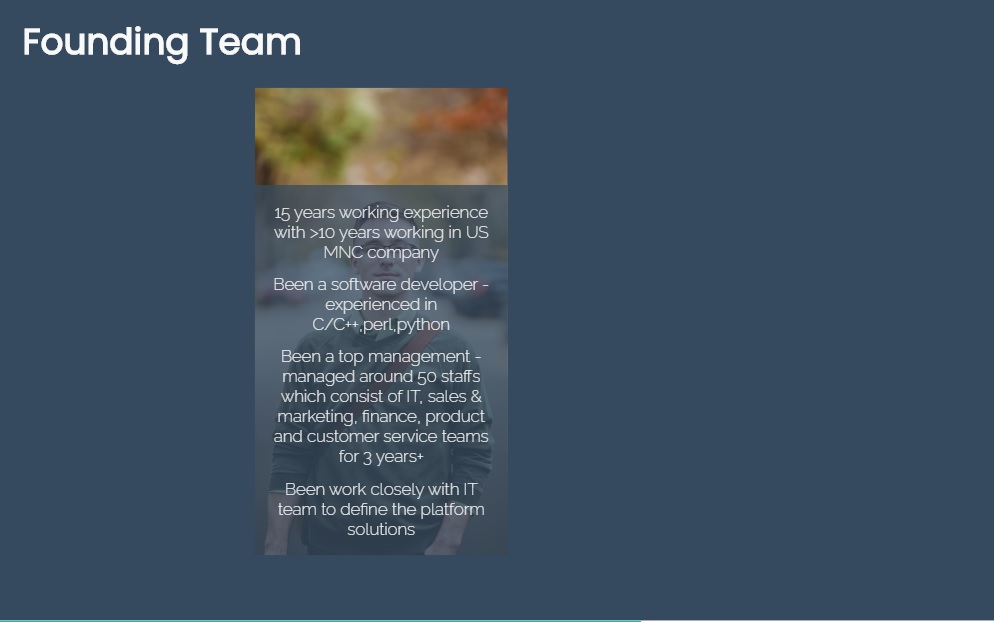 Founding Team
15 years working experience
with >10 years working in US
MNC company
Been a software developer -
experienced in
C/C++,perl,python
Been a top management -
managed around 50 staffs
which consist of IT, sales &
marketing, finance, product
and customer service teams
for 3 years+
Been work closely with IT
team to define the platform
solutions